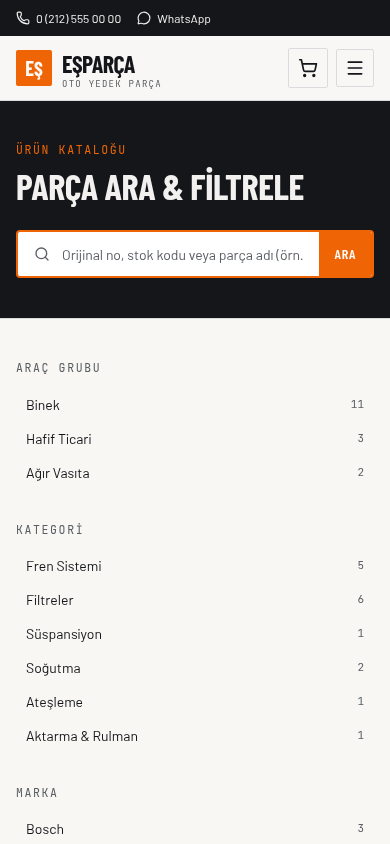 0 (212) 555 00 00 WhatsApp
EŞ EŞPARÇA
OTO YEDEK PARÇA
ÜRÜN KATALOĞU
PARÇA ARA & FİLTRELE
Orijinal no, stok kodu veya parça adı (örn. ARA
ARAÇ GRUBU
Binek 11
Hafif Ticari 3
Ağır Vasıta 2
KATEGORİ
Fren Sistemi 5
Filtreler 6
Süspansiyon 1
Soğutma 2
Ateşleme 1
Aktarma & Rulman 1
MARKA
Bosch 3